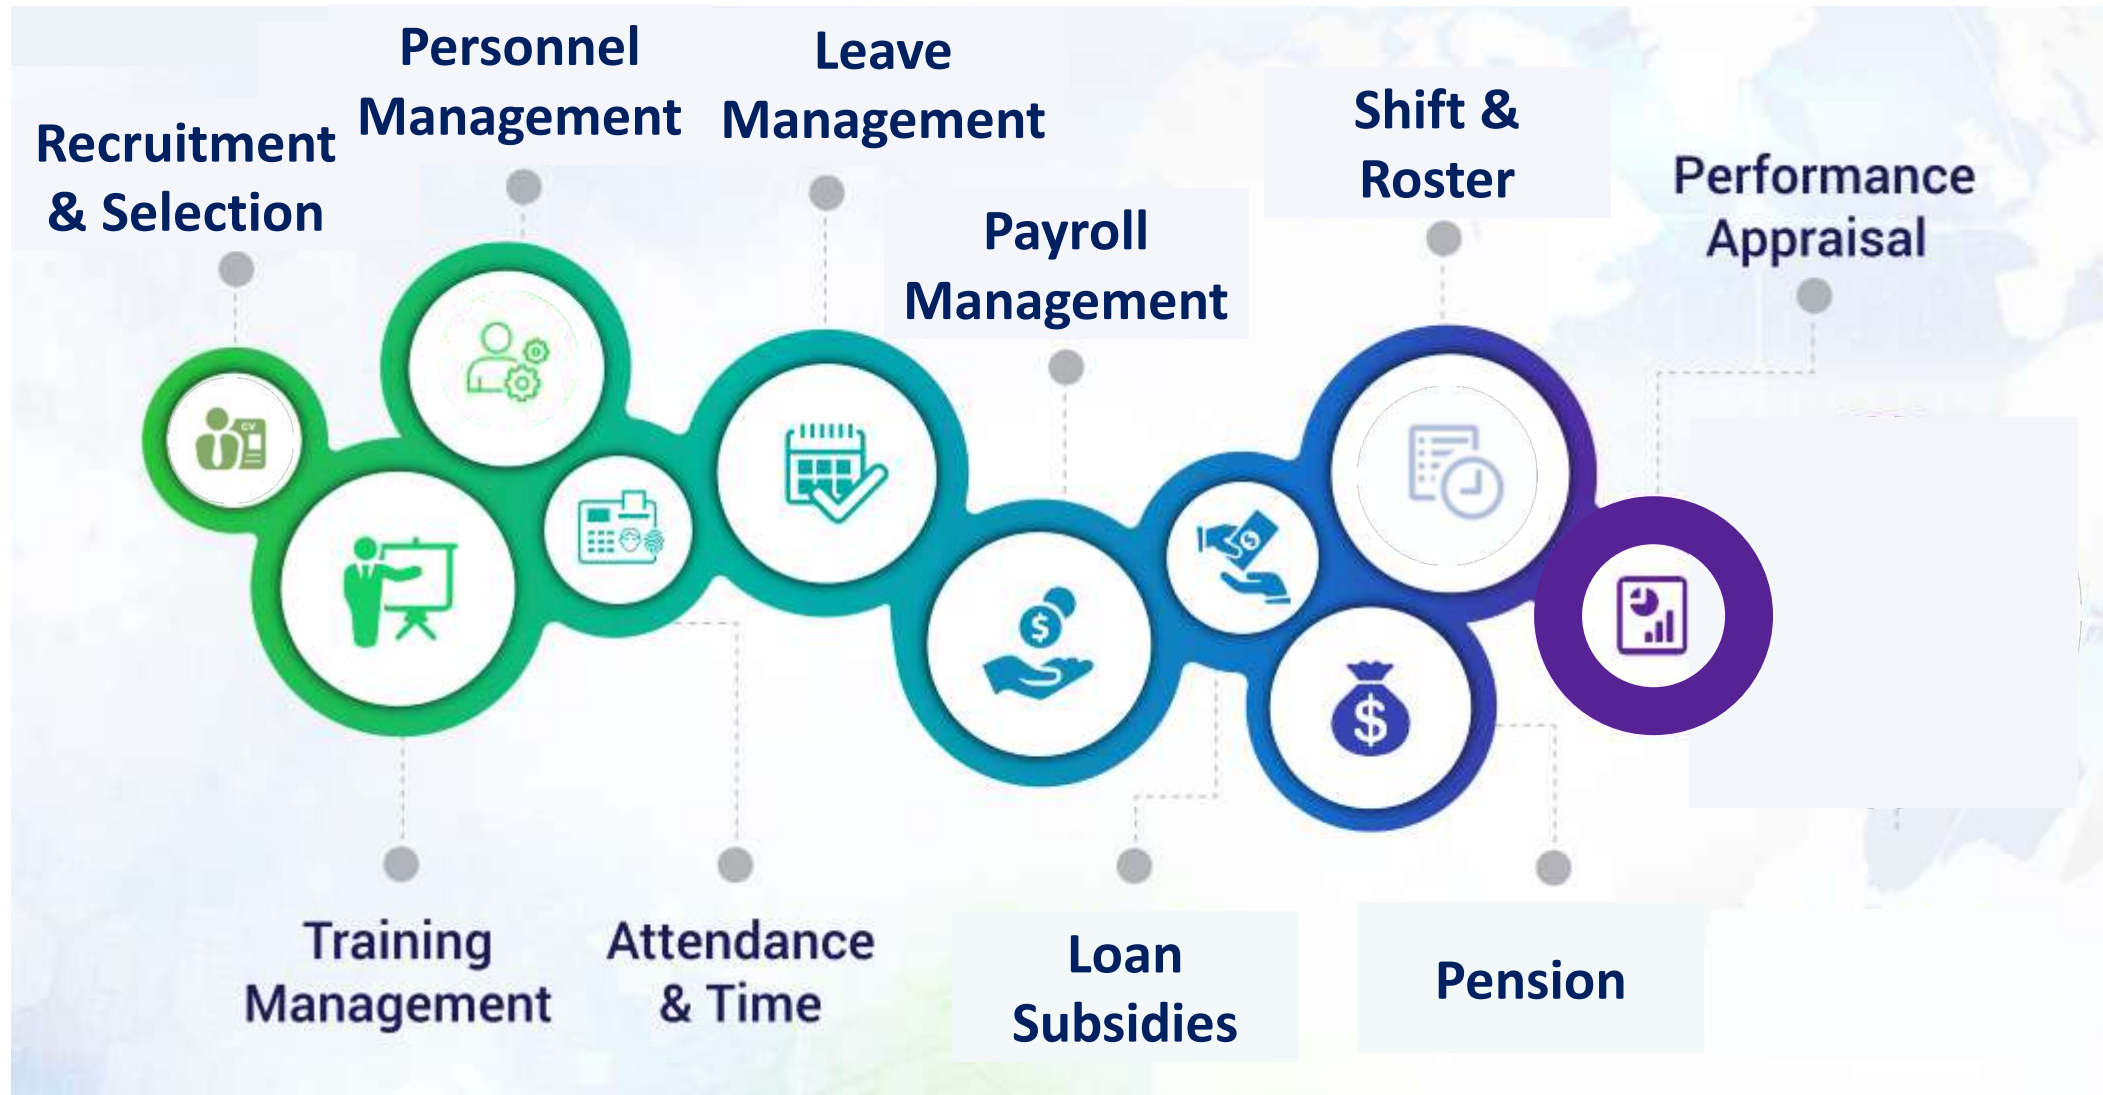 Recruitment
& Selection
Personnel
Management
Leave
Management
Payroll
Management
Shift &
Roster
Performance
Appraisal
CV
$
$
$
Training
Management
Attendance
& Time
Loan
Subsidies
Pension